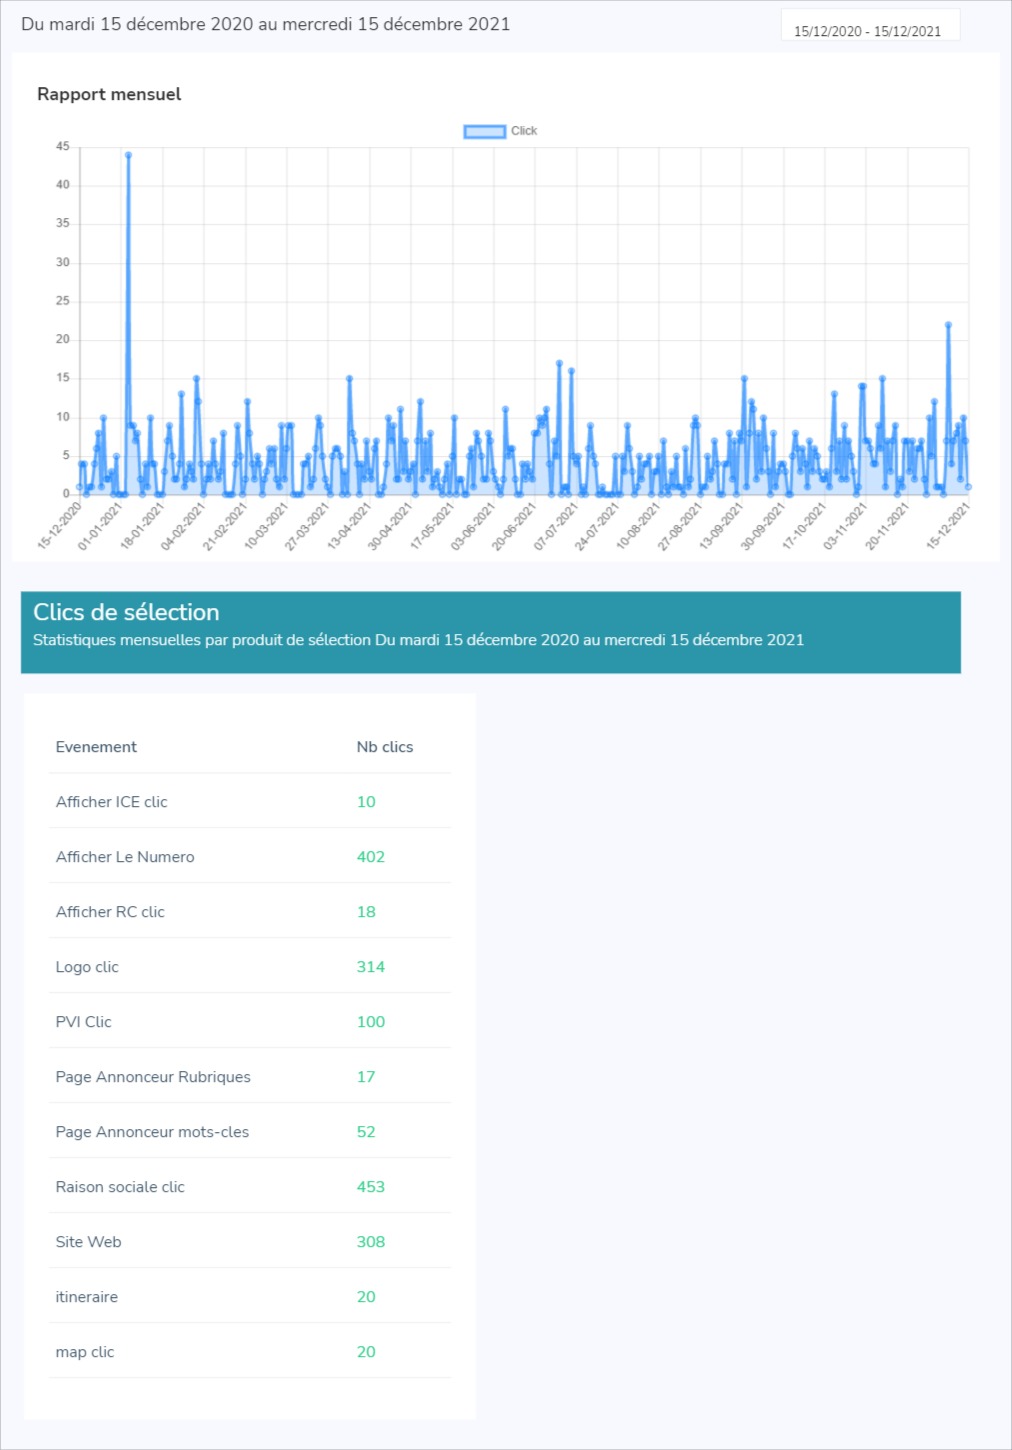 Du mardi 15 décembre 2020 au mercredi 15 décembre 2021
15/12/2020 - 15/12/2021
Rapport mensuel
Click
45
40
35
30
25
20
15
10
5
0
15-12-2020
01-01-2021
18-01-2021
04-02-2021
21-02-2021
10-03-2021
27-03-2021
13-04-2021
30-04-2021
17-05-2021
03-06-2021
20-06-2021
07-07-2021
24-07-2021
10-08-2021
27-08-2021
13-09-2021
30-09-2021
17-10-2021
03-11-2021
20-11-2021
15-12-2021
Clics de sélection
Statistiques mensuelles par produit de sélection Du mardi 15 décembre 2020 au mercredi 15 décembre 2021
Evenement Nb clics
Afficher ICE clic 10
Afficher Le Numero 402
Afficher RC clic 18
Logo clic 314
PVI Clic 100
Page Annonceur Rubriques 17
Page Annonceur mots-cles 52
Raison sociale clic 453
Site Web 308
itineraire 20
map clic 20